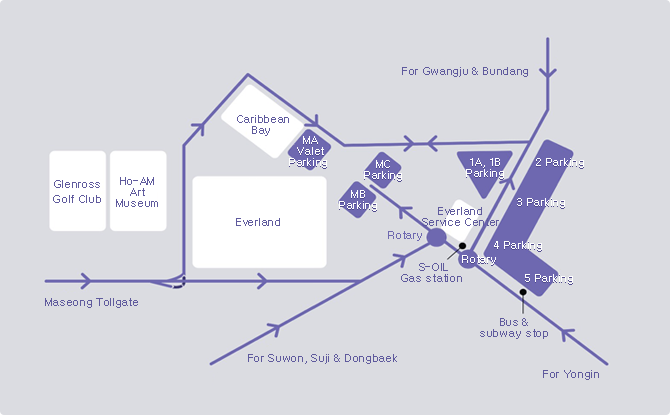 For Gwangju & Bundang
Caribbean
Bay
MA
Valet
Parking
MC
Parking
1A, 1B
Parking
2 Parking
Glenross
Golf Club
Ho-AM
Art
Museum
MB
Parking
3 Parking
Everland
Everland
Service Center
Rotary
4 Parking
Rotary
S-OIL
Gas station
5 Parking
Maseong Tollgate
Bus &
subway stop
For Suwon, Suji & Dongbaek
For Yongin